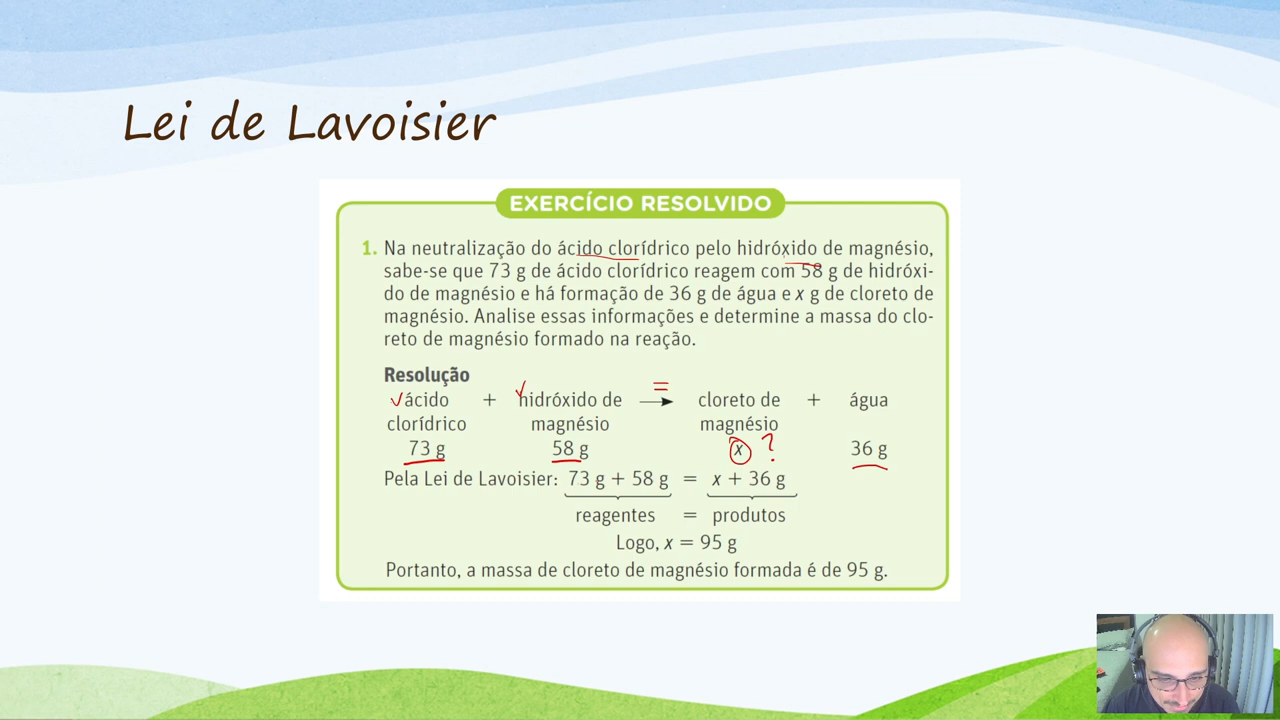 Lei de Lavoisier
EXERCÍCIO RESOLVIDO
1. Na neutralização do ácido clorídrico pelo hidróxido de magnésio,
sabe-se que 73 g de ácido clorídrico reagem com 58 g de hidróxi-
do de magnésio e há formação de 36 g de água e x g de cloreto de
magnésio. Analise essas informações e determine a massa do clo-
reto de magnésio formado na reação.
Resolução
ácido + hidróxido de → cloreto de + água
clorídrico magnésio magnésio
73 g 58 g x ? 36 g
Pela Lei de Lavoisier: 73 g + 58 g = x + 36 g
reagentes = produtos
Logo, x = 95 g
Portanto, a massa de cloreto de magnésio formada é de 95 g.